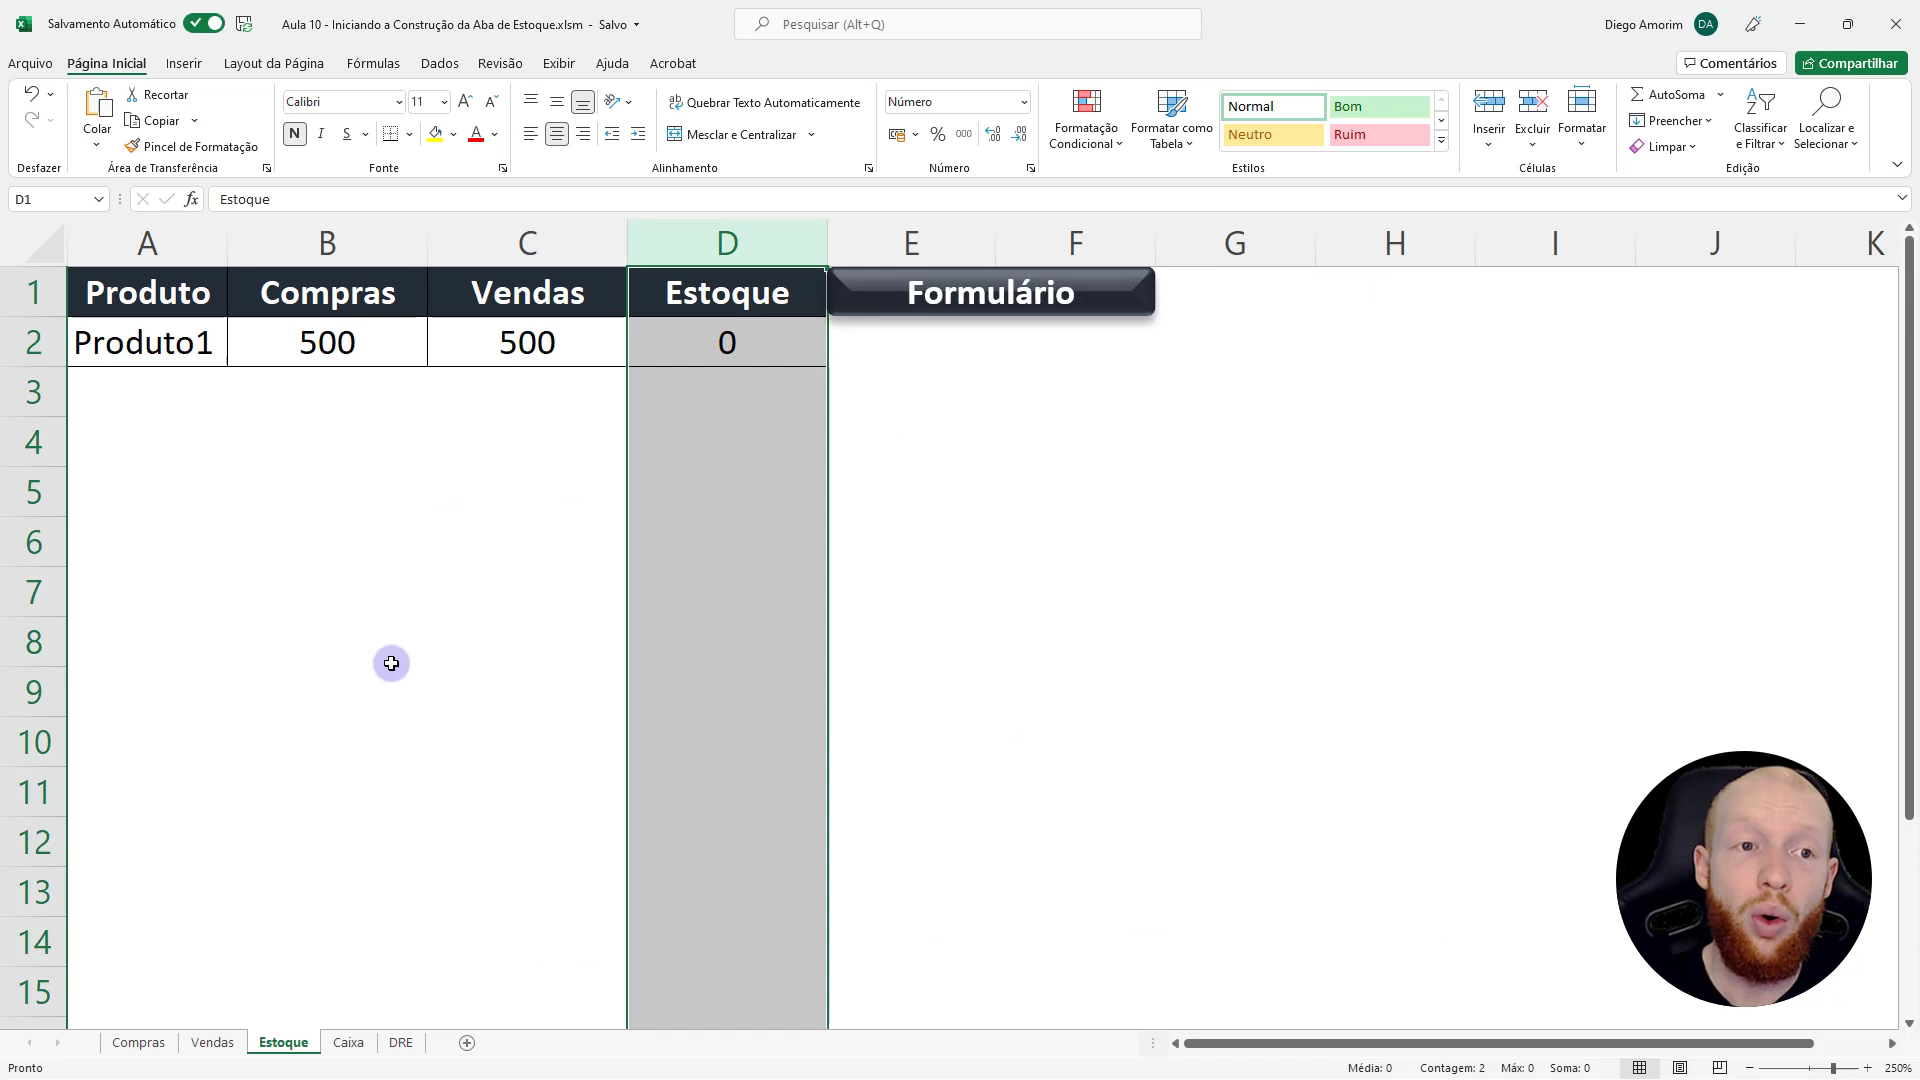 Salvamento Automático
Aula 10 - Iniciando a Construção da Aba de Estoque.xlsm - Salvo
Pesquisar (Alt+Q)
Diego Amorim
DA
Arquivo Página Inicial Inserir Layout da Página Fórmulas Dados Revisão Exibir Ajuda Acrobat
Comentários
Compartilhar
Colar
Recortar
Copiar
Pincel de Formatação
Calibri 11
N I S
Quebrar Texto Automaticamente
Mesclar e Centralizar
Número
% 000
Formatação Condicional
Formatar como Tabela
Normal Bom
Neutro Ruim
Inserir Excluir Formatar
AutoSoma
Preencher
Limpar
Classificar e Filtrar
Localizar e Selecionar
Desfazer Área de Transferência Fonte Alinhamento Número Estilos Células Edição
D1 fx Estoque
A B C D E F G H I J K
1 Produto Compras Vendas Estoque Formulário
2 Produto1 500 500 0
3
4
5
6
7
8
9
10
11
12
13
14
15
Compras Vendas Estoque Caixa DRE
Pronto
Média: 0 Contagem: 2 Máx: 0 Soma: 0
250%